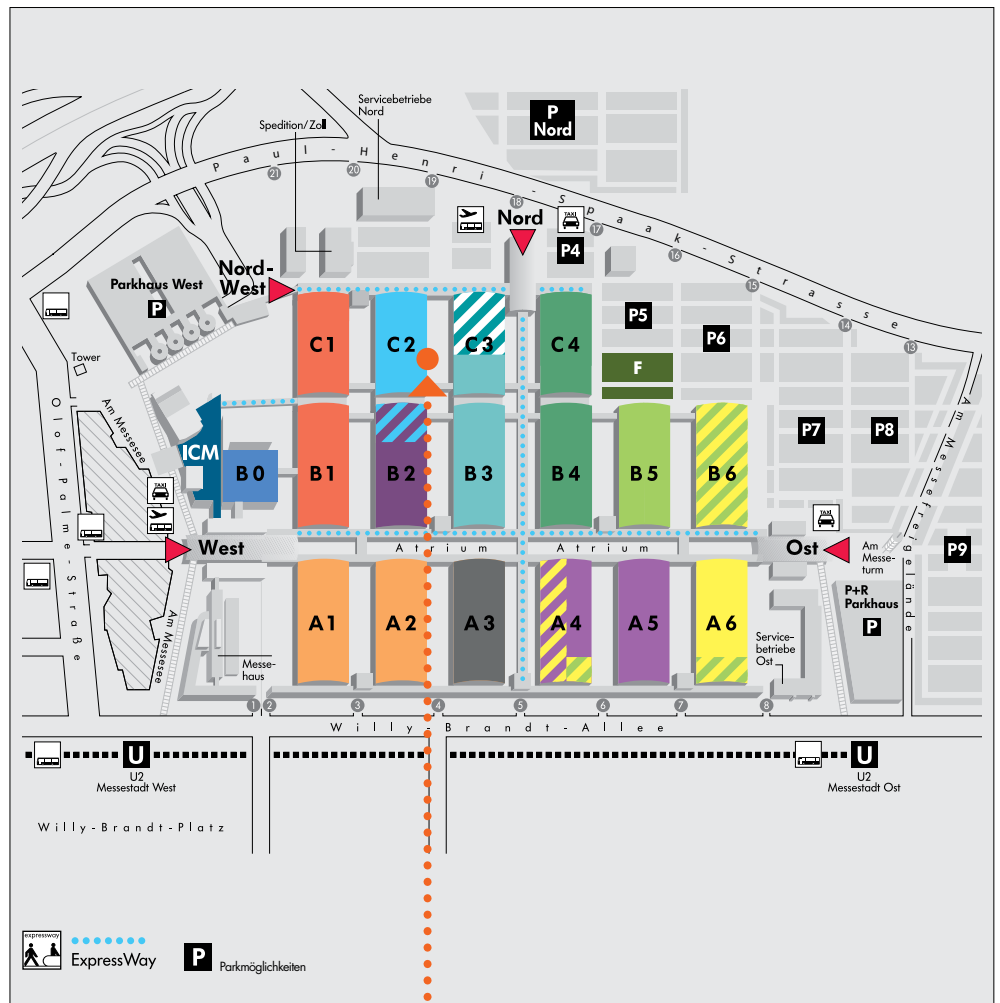 Servicebetriebe
Nord
Spedition/Zoll
P
Nord
Paul-Henri-Spaak-Strasse
21
20
19
18
17
16
15
14
13
TAXI
Nord
P4
Nord-
West
Parkhaus West
P
P5
P6
Tower
C1
C2
C3
C4
F
P7
P8
Am Messesee
Olof-Palme-Straße
ICM
B0
B1
B2
B3
B4
B5
B6
Am Messefreigelände
TAXI
TAXI
West
Atrium
Atrium
Ost
Am
Messe-
turm
P9
P+R
Parkhaus
P
Am Messesee
A1
A2
A3
A4
A5
A6
Messe-
haus
Service-
betriebe
Ost
1
2
3
4
5
6
7
8
Willy-Brandt-Allee
U
U2
Messestadt West
U
U2
Messestadt Ost
Willy-Brandt-Platz
expressway
ExpressWay
P
Parkmöglichkeiten